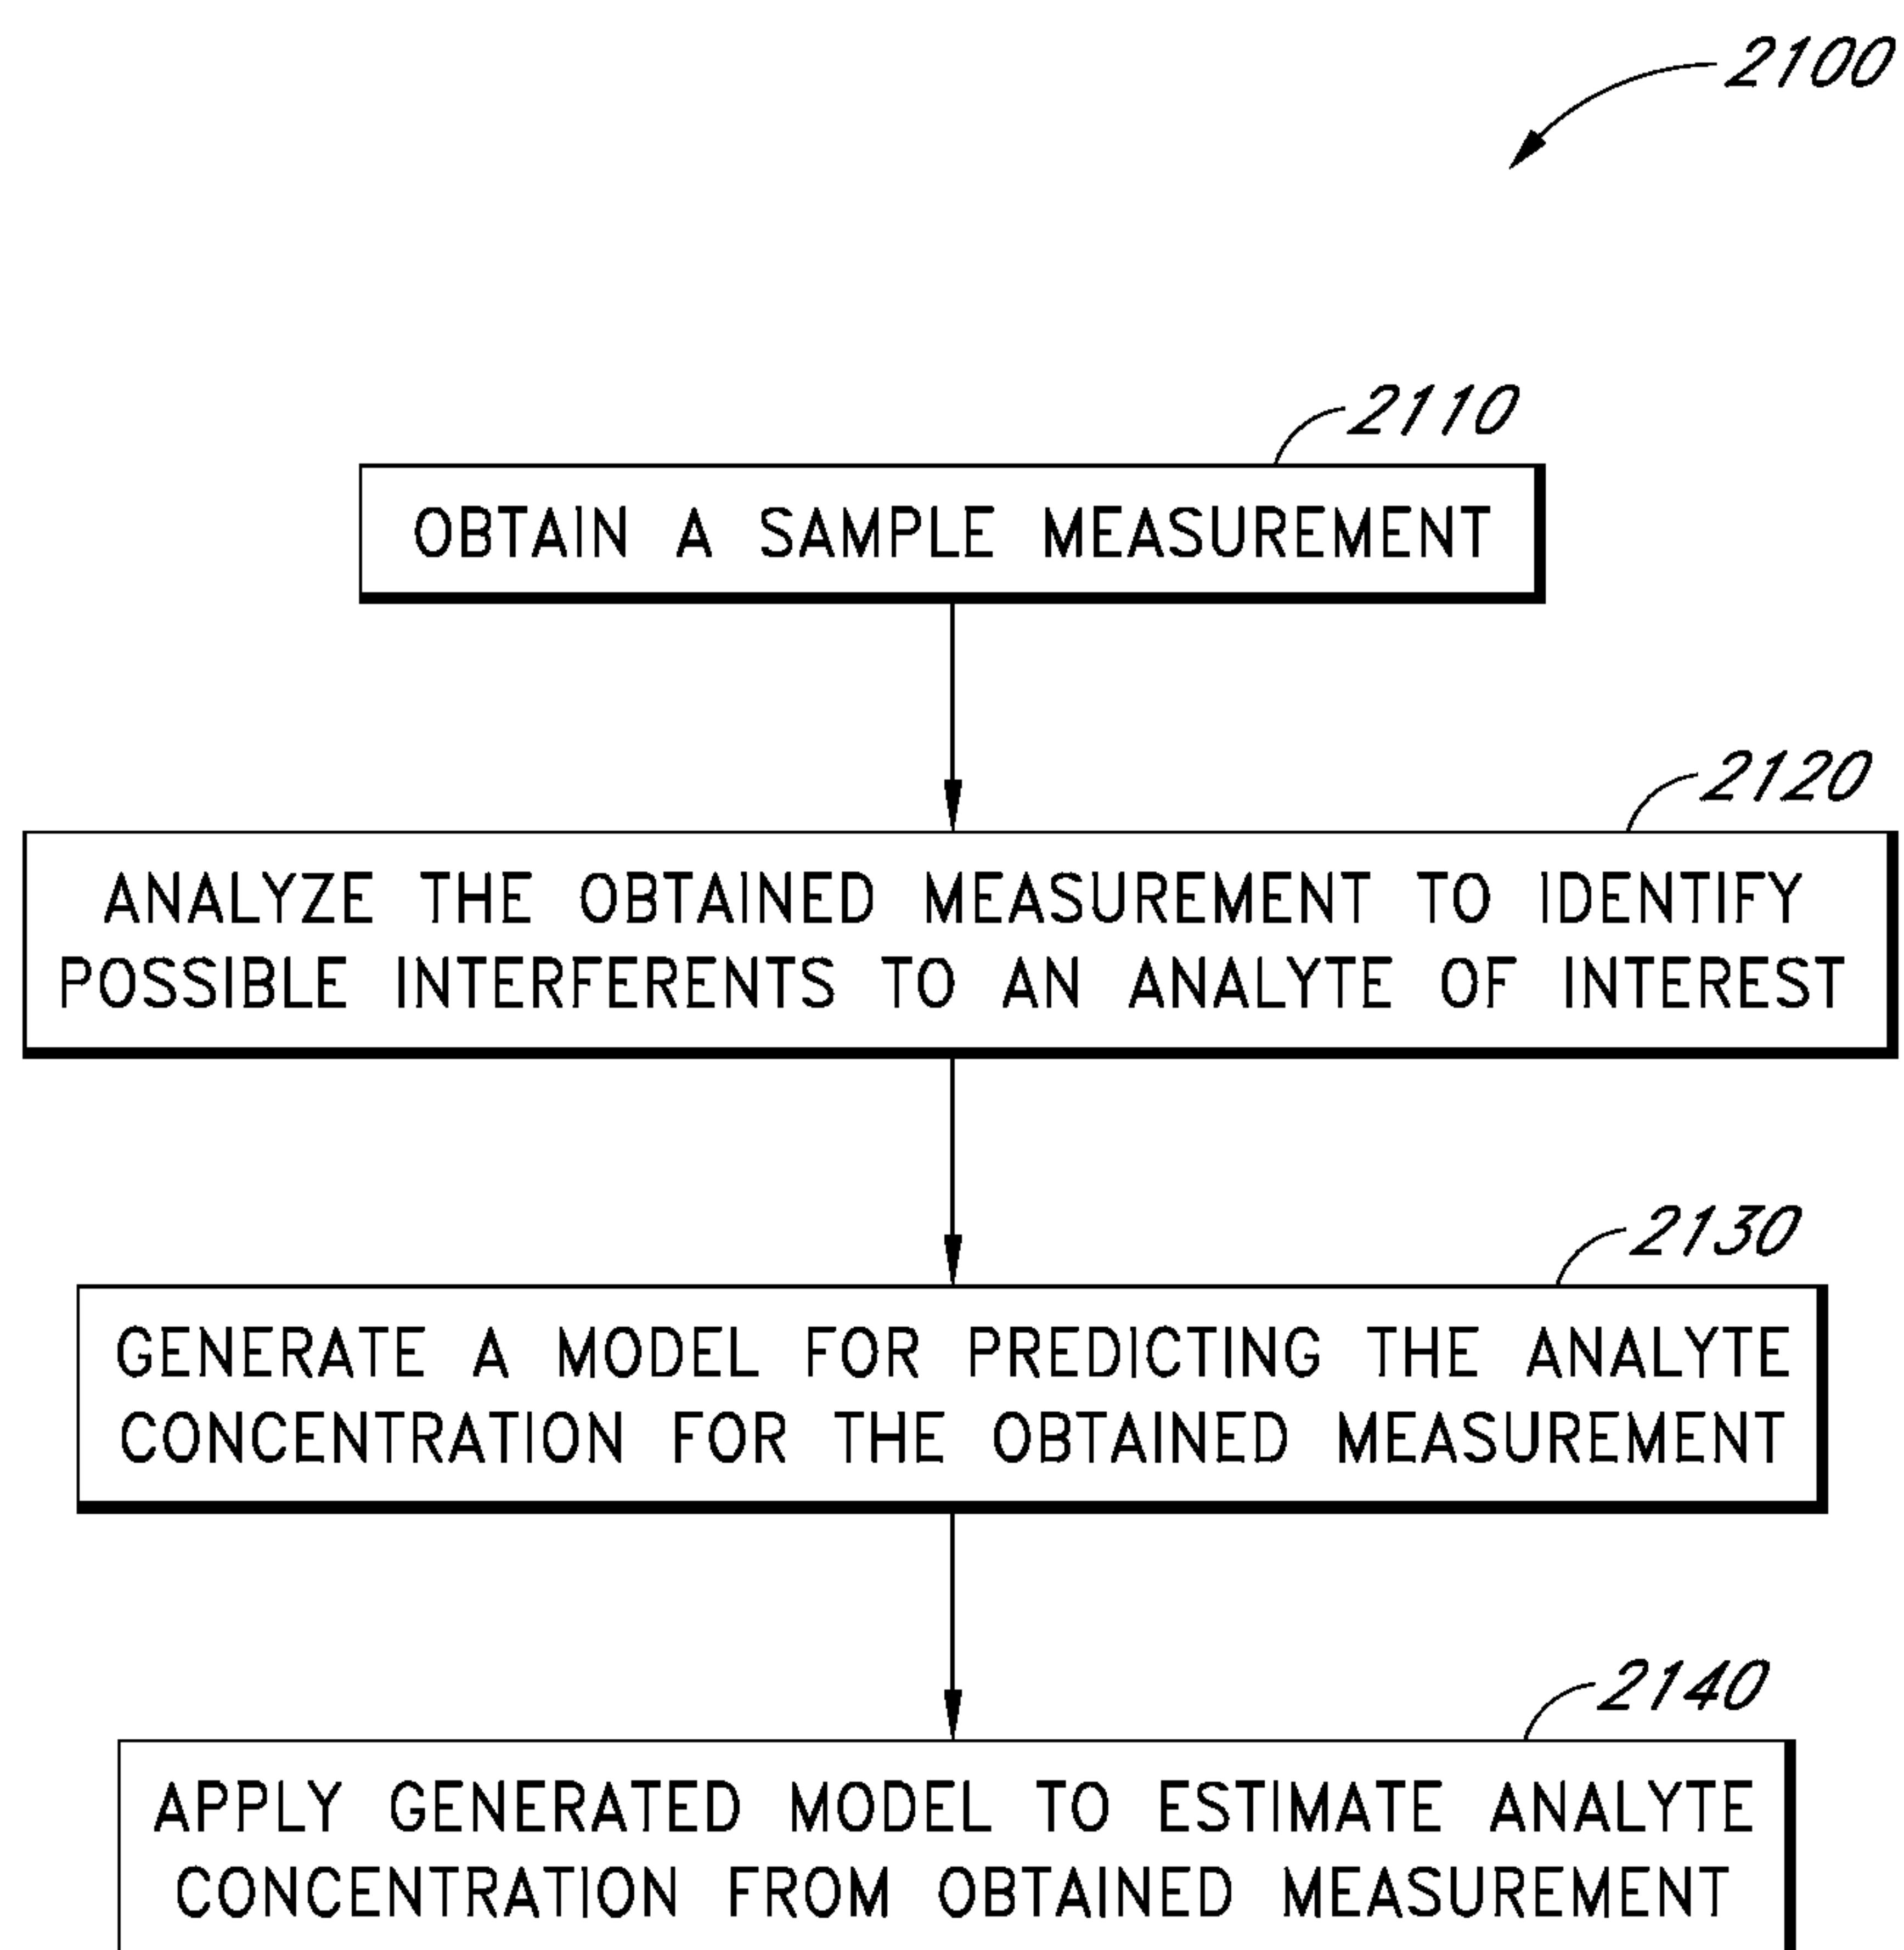 2100
2110
OBTAIN A SAMPLE MEASUREMENT
2120
ANALYZE THE OBTAINED MEASUREMENT TO IDENTIFY
POSSIBLE INTERFERENTS TO AN ANALYTE OF INTEREST
2130
GENERATE A MODEL FOR PREDICTING THE ANALYTE
CONCENTRATION FOR THE OBTAINED MEASUREMENT
2140
APPLY GENERATED MODEL TO ESTIMATE ANALYTE
CONCENTRATION FROM OBTAINED MEASUREMENT